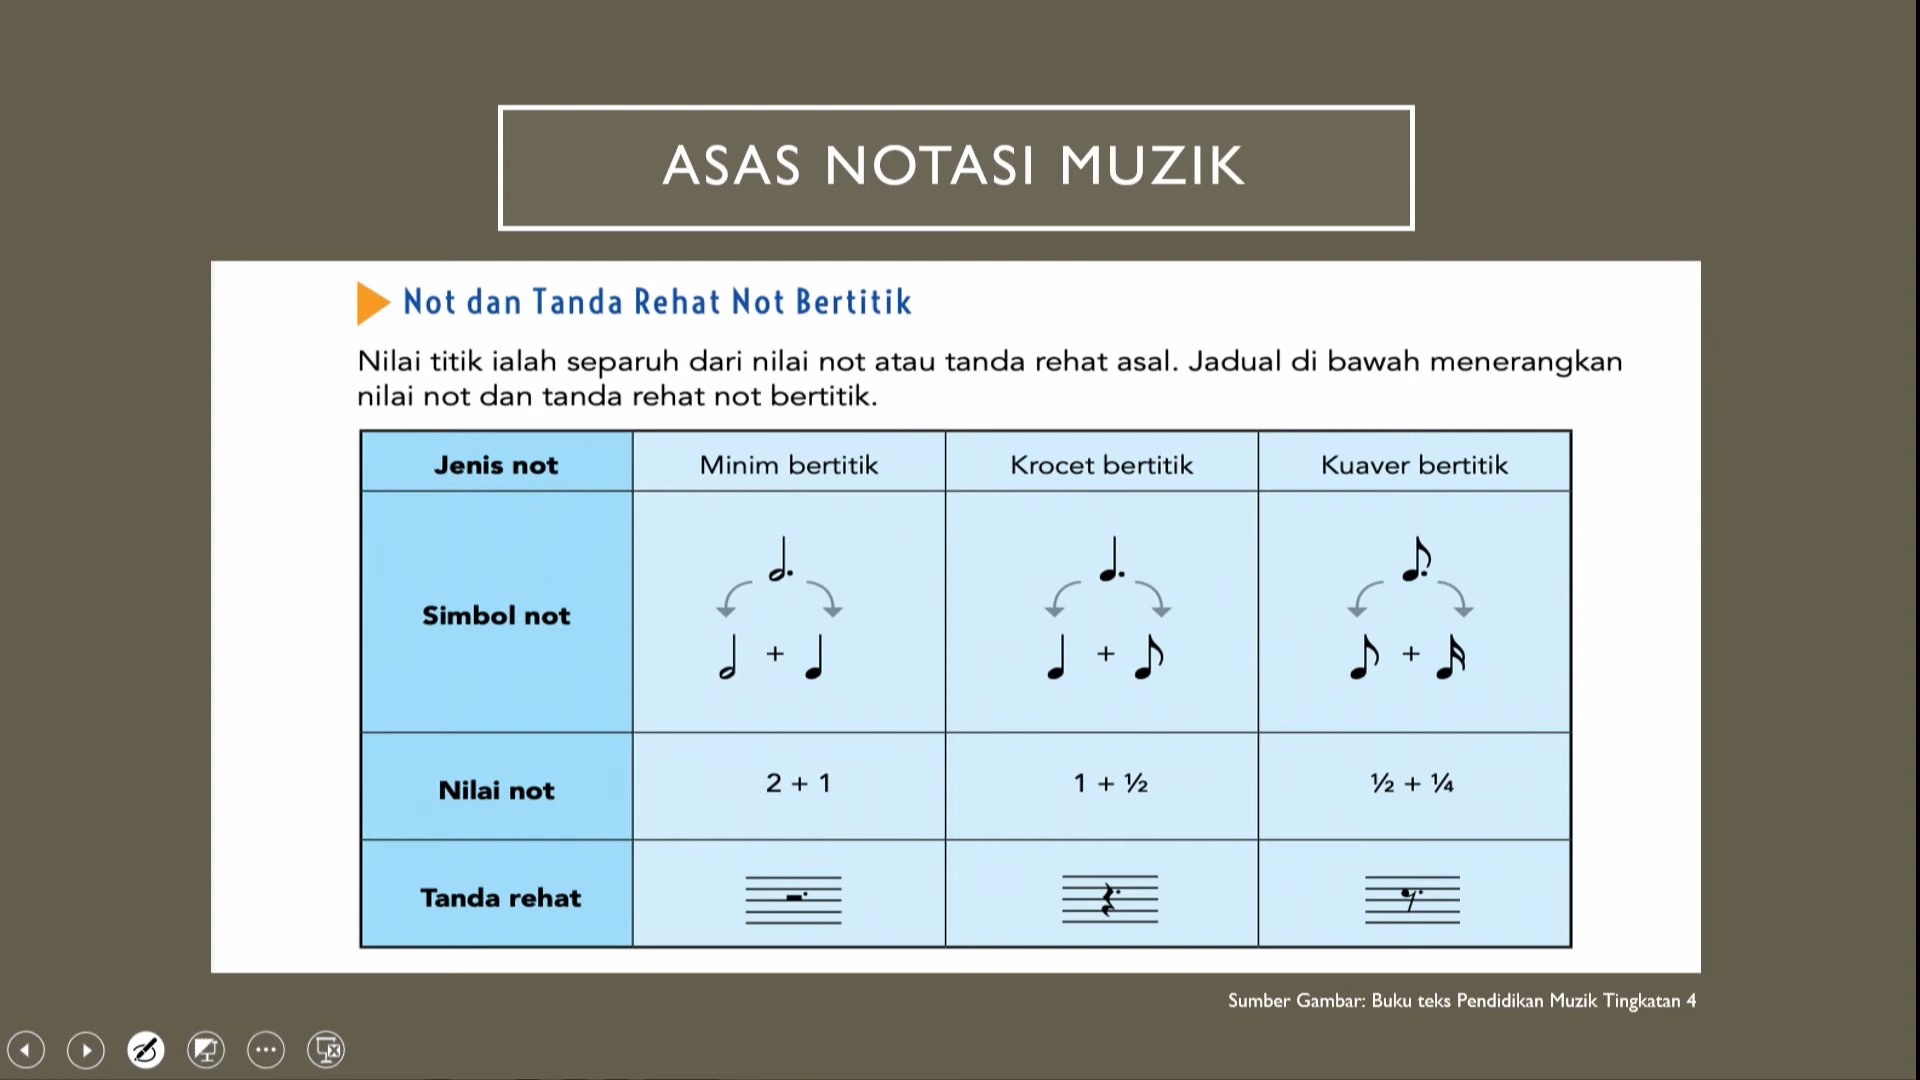 ASAS NOTASI MUZIK
Not dan Tanda Rehat Not Bertitik
Nilai titik ialah separuh dari nilai not atau tanda rehat asal. Jadual di bawah menerangkan
nilai not dan tanda rehat not bertitik.
Jenis not Minim bertitik Krocet bertitik Kuaver bertitik
Simbol not + + +
Nilai not 2 + 1 1 + ½ ½ + ¼
Tanda rehat
Sumber Gambar: Buku teks Pendidikan Muzik Tingkatan 4